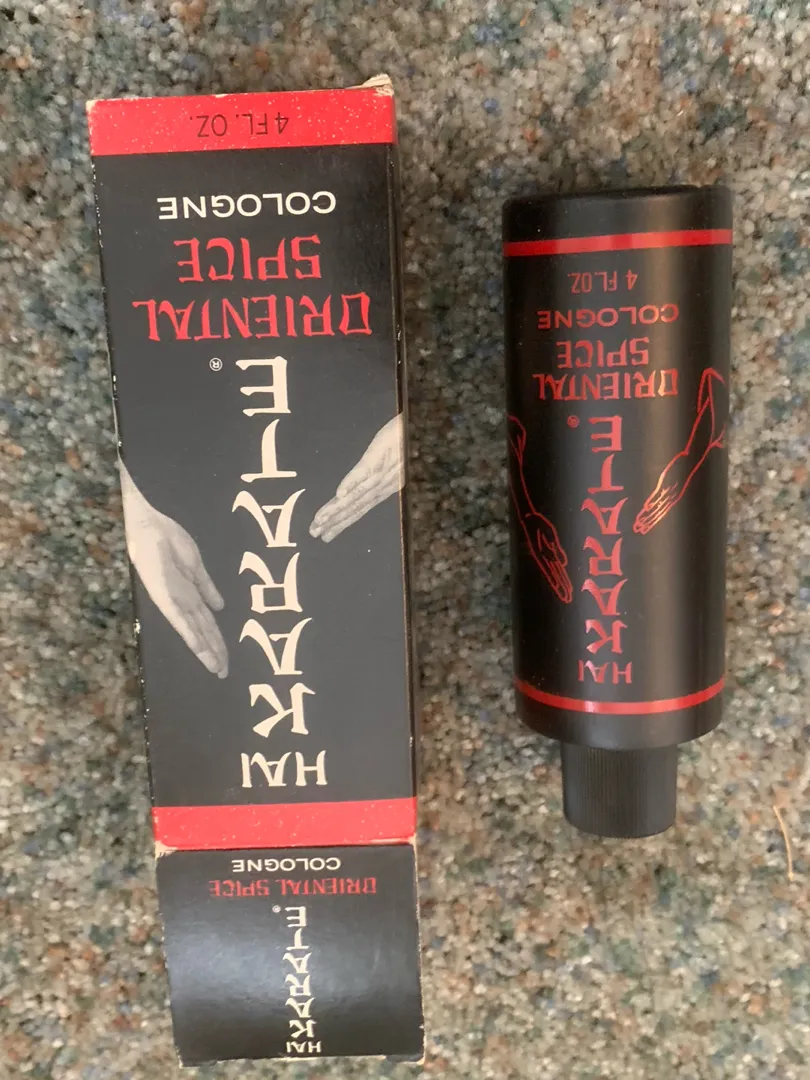 HAI
KARATE®
ORIENTAL
SPICE
COLOGNE
4 FL. OZ.
HAI
KARATE®
ORIENTAL SPICE
COLOGNE
HAI
KARATE®
ORIENTAL
SPICE
COLOGNE
4 FL. OZ.